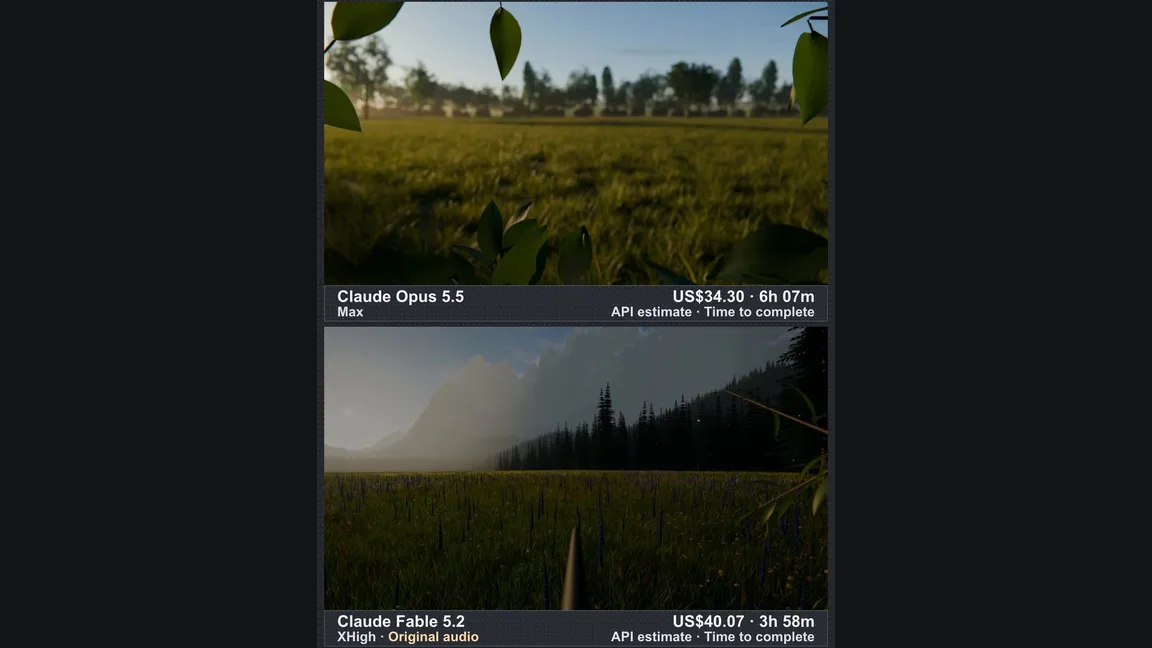 Claude Opus 5.5
US$34.30 · 6h 07m
Max
API estimate · Time to complete
Claude Fable 5.2
US$40.07 · 3h 58m
XHigh · Original audio
API estimate · Time to complete